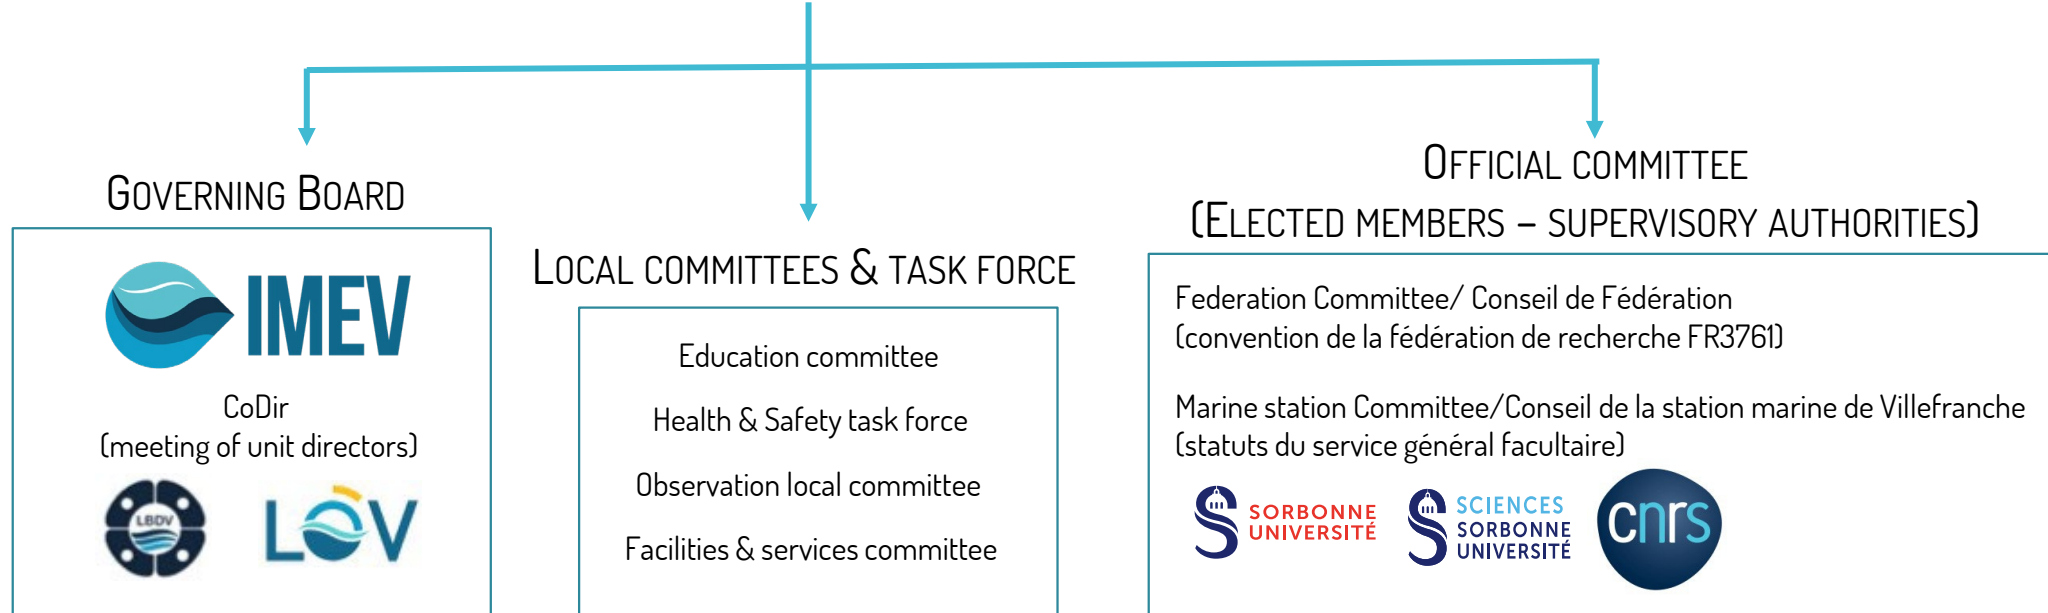 GOVERNING BOARD
IMEV
CoDir
(meeting of unit directors)
LBDV
LOV
LOCAL COMMITTEES & TASK FORCE
Education committee
Health & Safety task force
Observation local committee
Facilities & services committee
OFFICIAL COMMITTEE
(ELECTED MEMBERS – SUPERVISORY AUTHORITIES)
Federation Committee/ Conseil de Fédération
(convention de la fédération de recherche FR3761)
Marine station Committee/Conseil de la station marine de Villefranche
(statuts du service général facultaire)
SORBONNE
UNIVERSITÉ
SCIENCES
SORBONNE
UNIVERSITÉ
cnrs